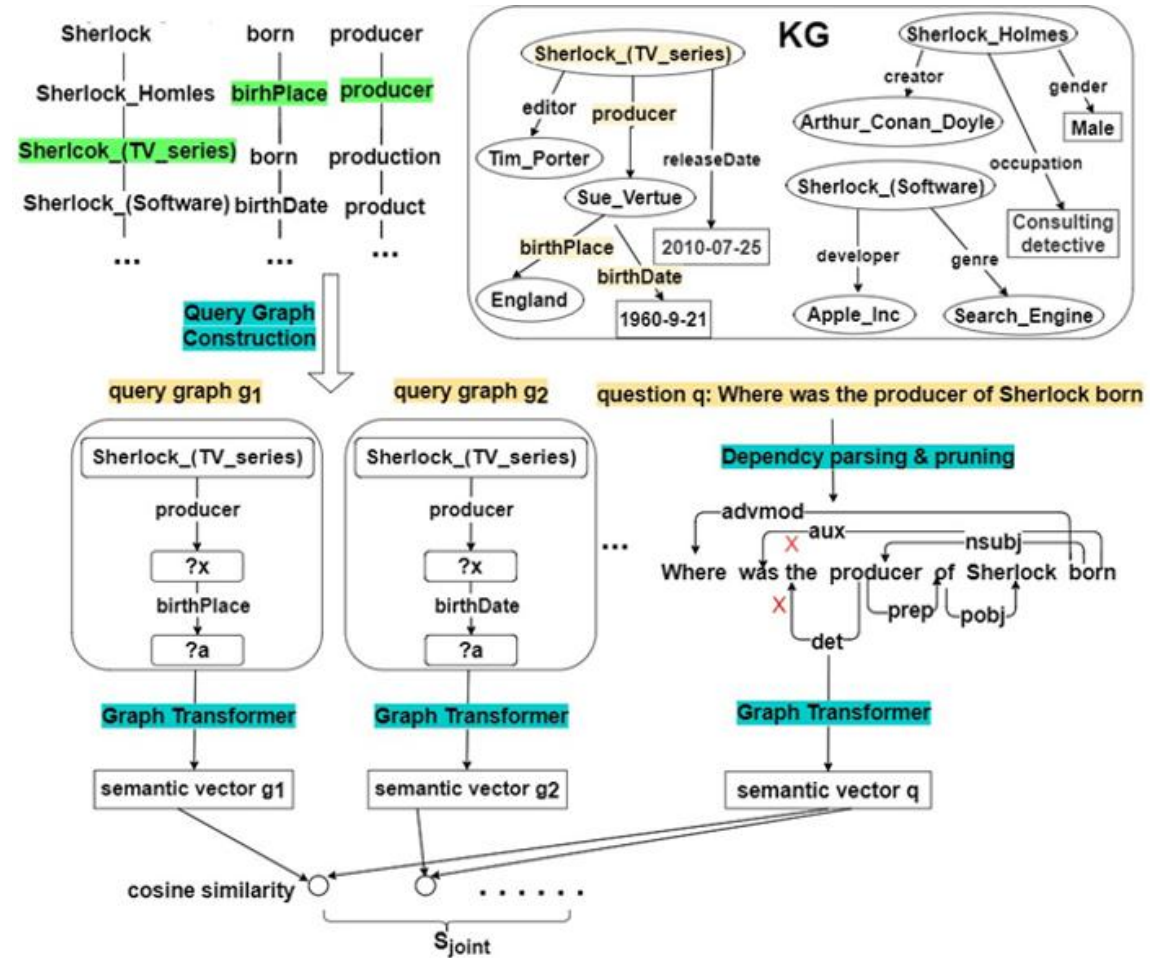 Sherlock born producer
Sherlock_Homles birhPlace producer
Sherlcok_(TV_series) born production
Sherlock_(Software) birthDate product
... ... ...
KG
Sherlock_(TV_series)
editor
producer
releaseDate
Tim_Porter
Sue_Vertue
2010-07-25
birthPlace
birthDate
England
1960-9-21
Sherlock_Holmes
creator
gender
Arthur_Conan_Doyle
Male
occupation
Sherlock_(Software)
Consulting
detective
developer
genre
Apple_Inc
Search_Engine
Query Graph
Construction
query graph g1
Sherlock_(TV_series)
producer
?x
birthPlace
?a
Graph Transformer
semantic vector g1
query graph g2
Sherlock_(TV_series)
producer
?x
birthDate
?a
Graph Transformer
semantic vector g2
...
question q: Where was the producer of Sherlock born
Dependcy parsing & pruning
advmod
aux
X
nsubj
Where was the producer of Sherlock born
X
prep
pobj
det
Graph Transformer
semantic vector q
cosine similarity
. . . . . .
Sjoint